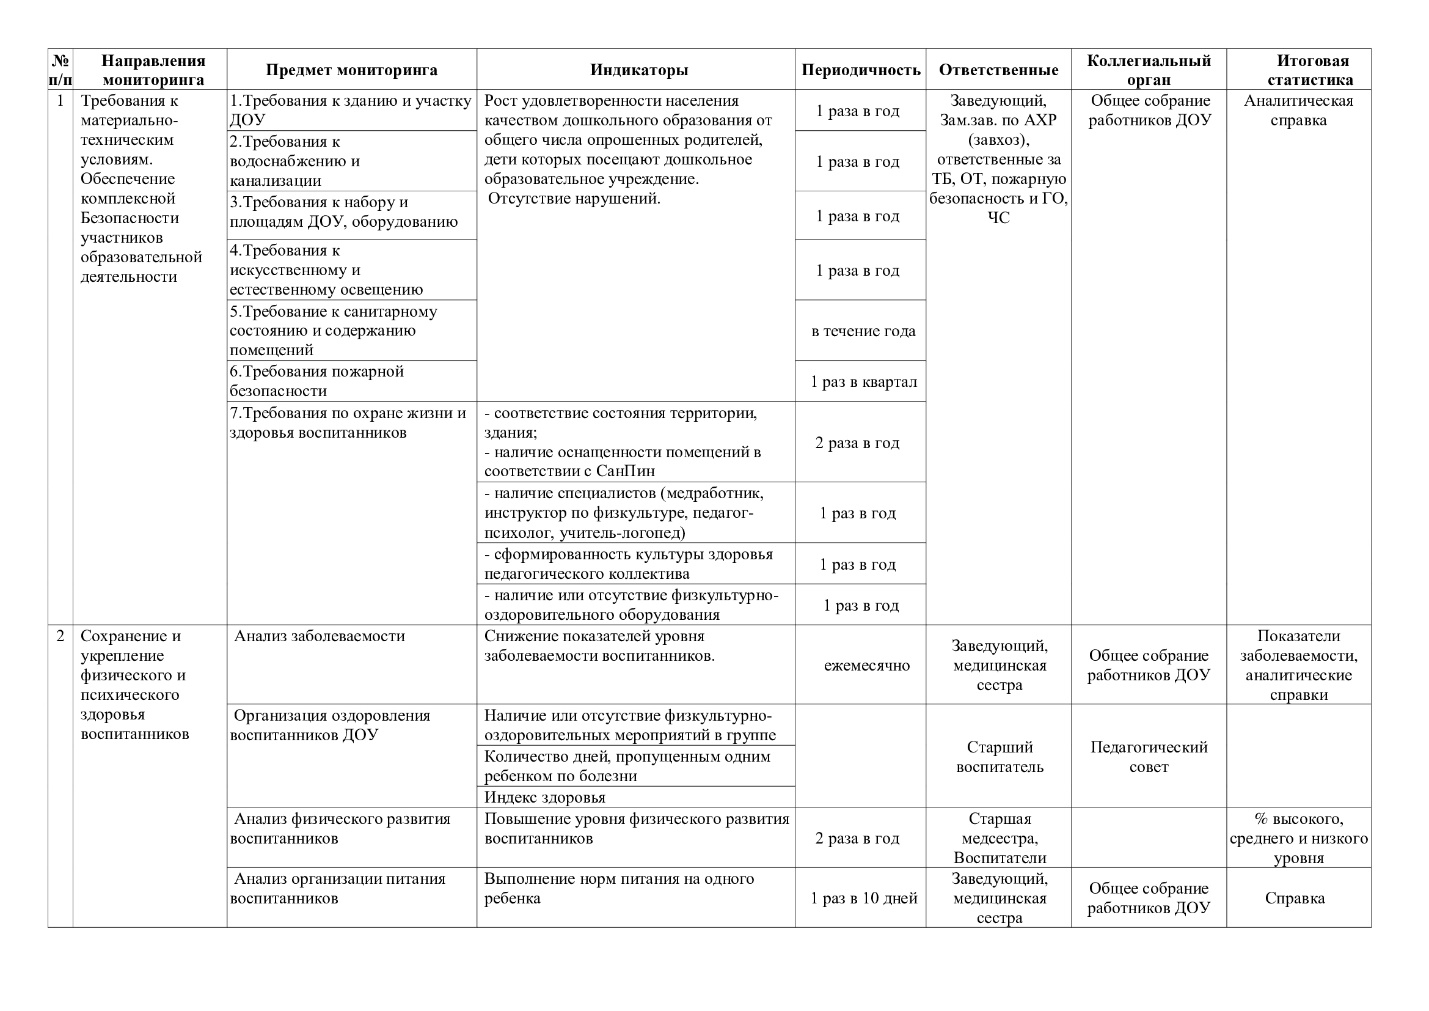 №
п/п
Направления
мониторинга
Предмет мониторинга
Индикаторы
Периодичность
Ответственные
Коллегиальный
орган
Итоговая
статистика
1
Требования к
материально-
техническим
условиям.
Обеспечение
комплексной
Безопасности
участников
образовательной
деятельности
1.Требования к зданию и участку
ДОУ
Рост удовлетворенности населения
качеством дошкольного образования от
общего числа опрошенных родителей,
дети которых посещают дошкольное
образовательное учреждение.
Отсутствие нарушений.
1 раза в год
Заведующий,
Зам.зав. по АХР
(завхоз),
ответственные за
ТБ, ОТ, пожарную
безопасность и ГО,
ЧС
Общее собрание
работников ДОУ
Аналитическая
справка
2.Требования к
водоснабжению и
канализации
1 раза в год
3.Требования к набору и
площадям ДОУ, оборудованию
1 раза в год
4.Требования к
искусственному и
естественному освещению
1 раза в год
5.Требование к санитарному
состоянию и содержанию
помещений
в течение года
6.Требования пожарной
безопасности
1 раз в квартал
7.Требования по охране жизни и
здоровья воспитанников
- соответствие состояния территории,
здания;
- наличие оснащенности помещений в
соответствии с СанПин
2 раза в год
- наличие специалистов (медработник,
инструктор по физкультуре, педагог-
психолог, учитель-логопед)
1 раз в год
- сформированность культуры здоровья
педагогического коллектива
1 раз в год
- наличие или отсутствие физкультурно-
оздоровительного оборудования
1 раз в год
2
Сохранение и
укрепление
физического и
психического
здоровья
воспитанников
Анализ заболеваемости
Снижение показателей уровня
заболеваемости воспитанников.
ежемесячно
Заведующий,
медицинская
сестра
Общее собрание
работников ДОУ
Показатели
заболеваемости,
аналитические
справки
Организация оздоровления
воспитанников ДОУ
Наличие или отсутствие физкультурно-
оздоровительных мероприятий в группе
Количество дней, пропущенным одним
ребенком по болезни
Индекс здоровья
Старший
воспитатель
Педагогический
совет
Анализ физического развития
воспитанников
Повышение уровня физического развития
воспитанников
2 раза в год
Старшая
медсестра,
Воспитатели
% высокого,
среднего и низкого
уровня
Анализ организации питания
воспитанников
Выполнение норм питания на одного
ребенка
1 раз в 10 дней
Заведующий,
медицинская
сестра
Общее собрание
работников ДОУ
Справка